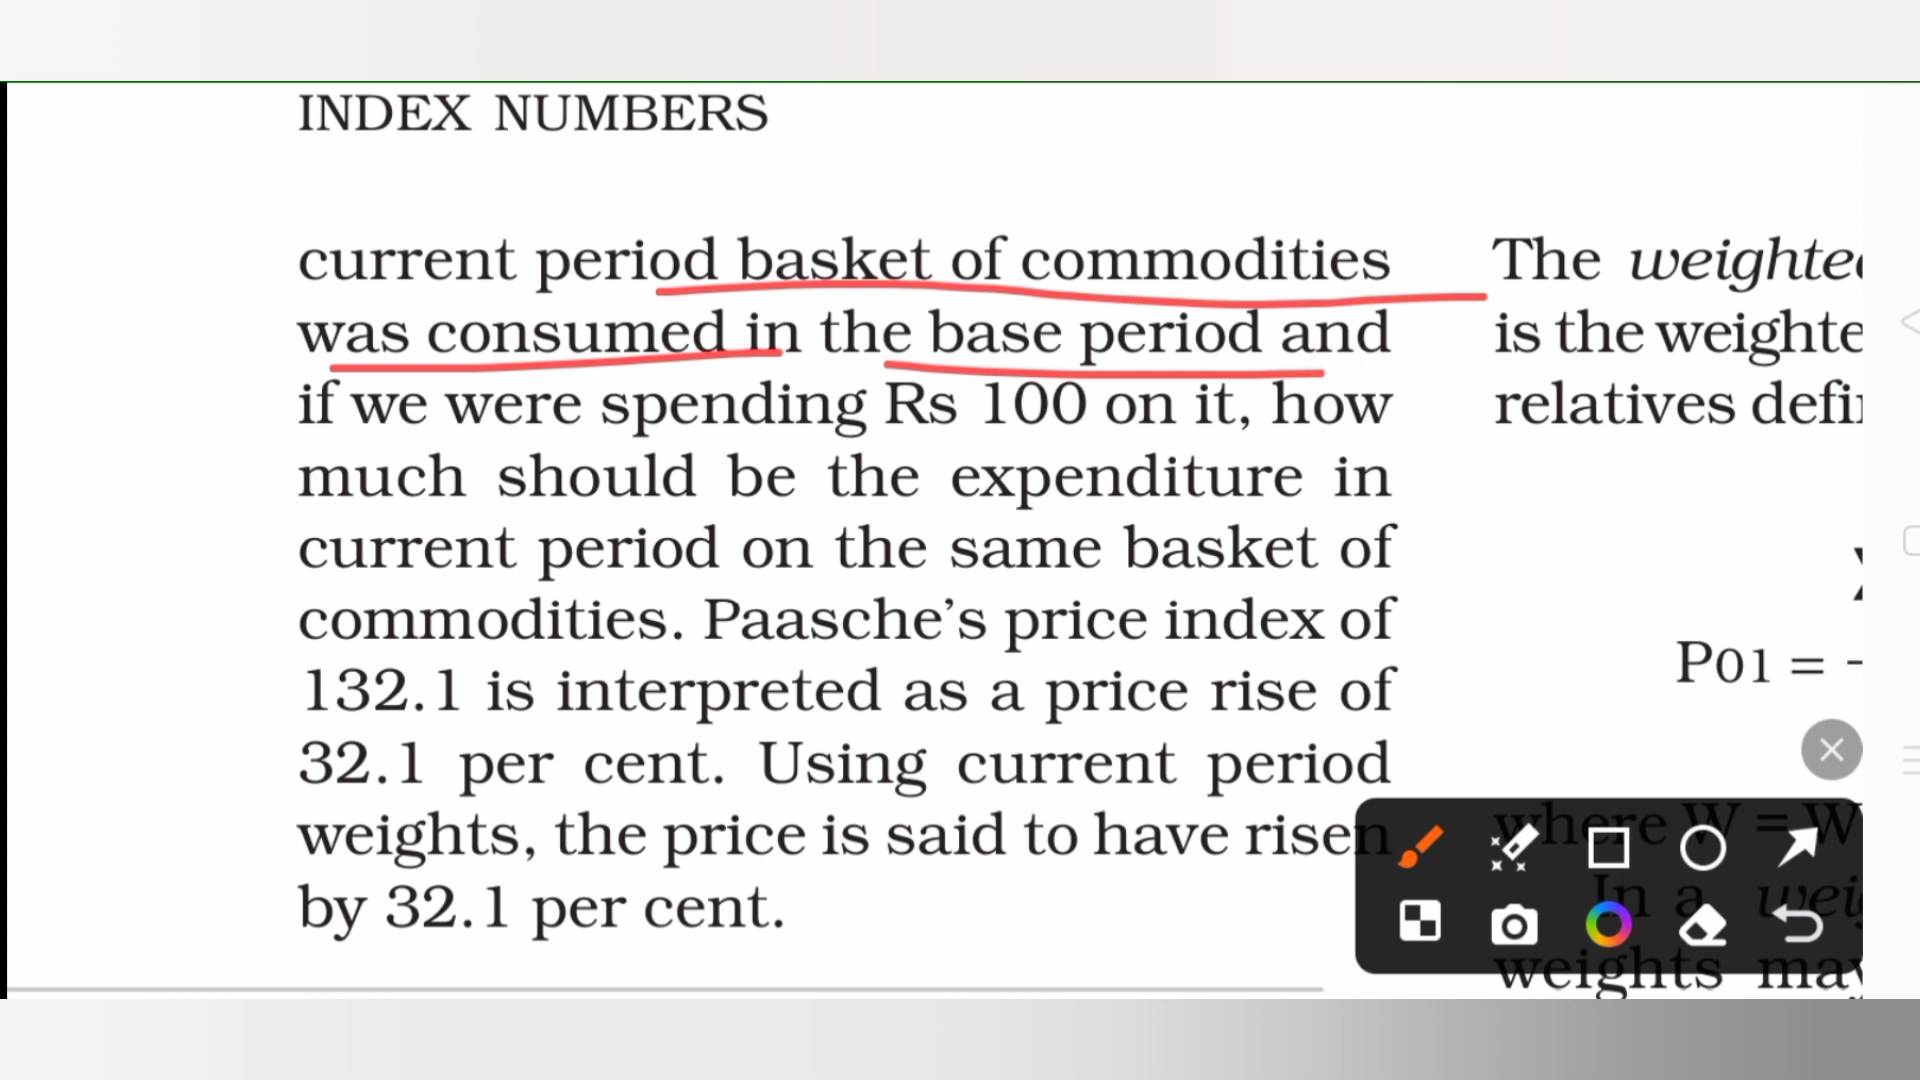 INDEX NUMBERS
current period basket of commodities
was consumed in the base period and
if we were spending Rs 100 on it, how
much should be the expenditure in
current period on the same basket of
commodities. Paasche's price index of
132.1 is interpreted as a price rise of
32.1 per cent. Using current period
weights, the price is said to have risen
by 32.1 per cent.
The
is the
relatives
P01 =
where W = W
In a
weights